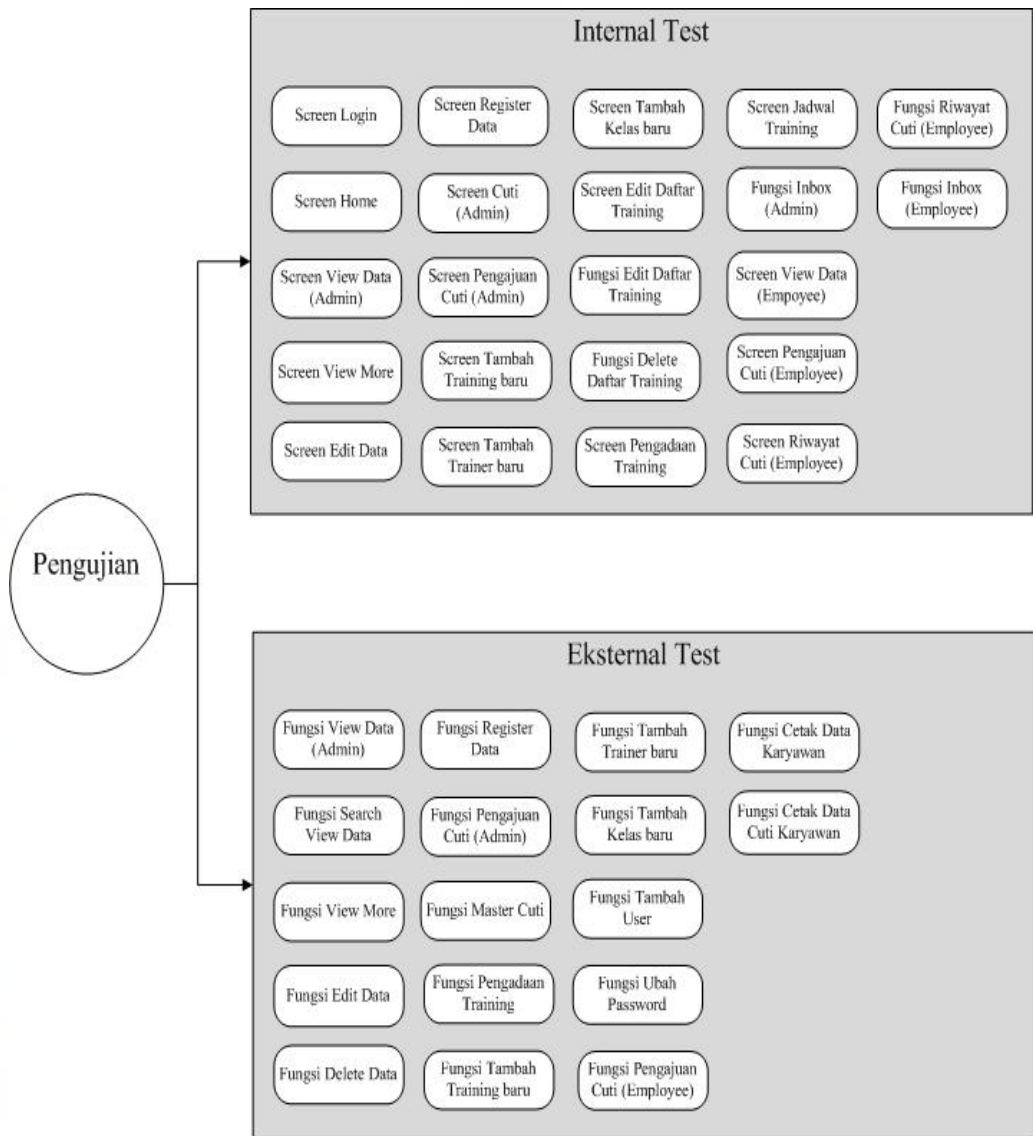 Internal Test
Screen Login
Screen Register
Data
Screen Tambah
Kelas baru
Screen Jadwal
Training
Fungsi Riwayat
Cuti (Employee)
Screen Home
Screen Cuti
(Admin)
Screen Edit Daftar
Training
Fungsi Inbox
(Admin)
Fungsi Inbox
(Employee)
Screen View Data
(Admin)
Screen Pengajuan
Cuti (Admin)
Fungsi Edit Daftar
Training
Screen View Data
(Empoyee)
Screen View More
Screen Tambah
Training baru
Fungsi Delete
Daftar Training
Screen Pengajuan
Cuti (Employee)
Screen Edit Data
Screen Tambah
Trainer baru
Screen Pengadaan
Training
Screen Riwayat
Cuti (Employee)
Pengujian
Eksternal Test
Fungsi View Data
(Admin)
Fungsi Register
Data
Fungsi Tambah
Trainer baru
Fungsi Cetak Data
Karyawan
Fungsi Search
View Data
Fungsi Pengajuan
Cuti (Admin)
Fungsi Tambah
Kelas baru
Fungsi Cetak Data
Cuti Karyawan
Fungsi View More
Fungsi Master Cuti
Fungsi Tambah
User
Fungsi Edit Data
Fungsi Pengadaan
Training
Fungsi Ubah
Password
Fungsi Delete Data
Fungsi Tambah
Training baru
Fungsi Pengajuan
Cuti (Employee)